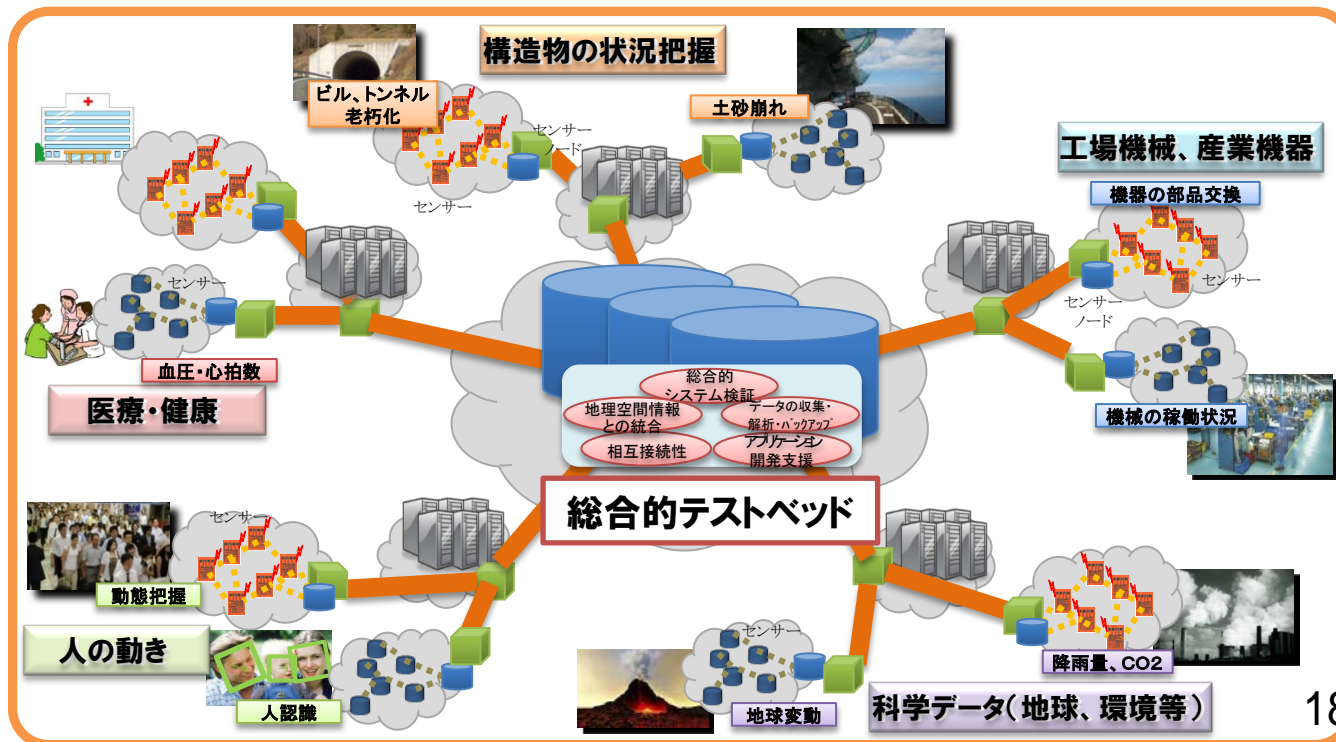 構造物の状況把握
ビル、トンネル
老朽化
センサー
ノード
センサー
土砂崩れ
工場機械、産業機器
機器の部品交換
センサー
センサー
ノード
機械の稼働状況
センサー
血圧・心拍数
医療・健康
総合的
システム検証
地理空間情報
との統合
データの収集・
解析・バックアップ
相互接続性
アプリケーション
開発支援
総合的テストベッド
センサー
動態把握
人の動き
人認識
センサー
地球変動
降雨量、CO2
科学データ(地球、環境等)
18